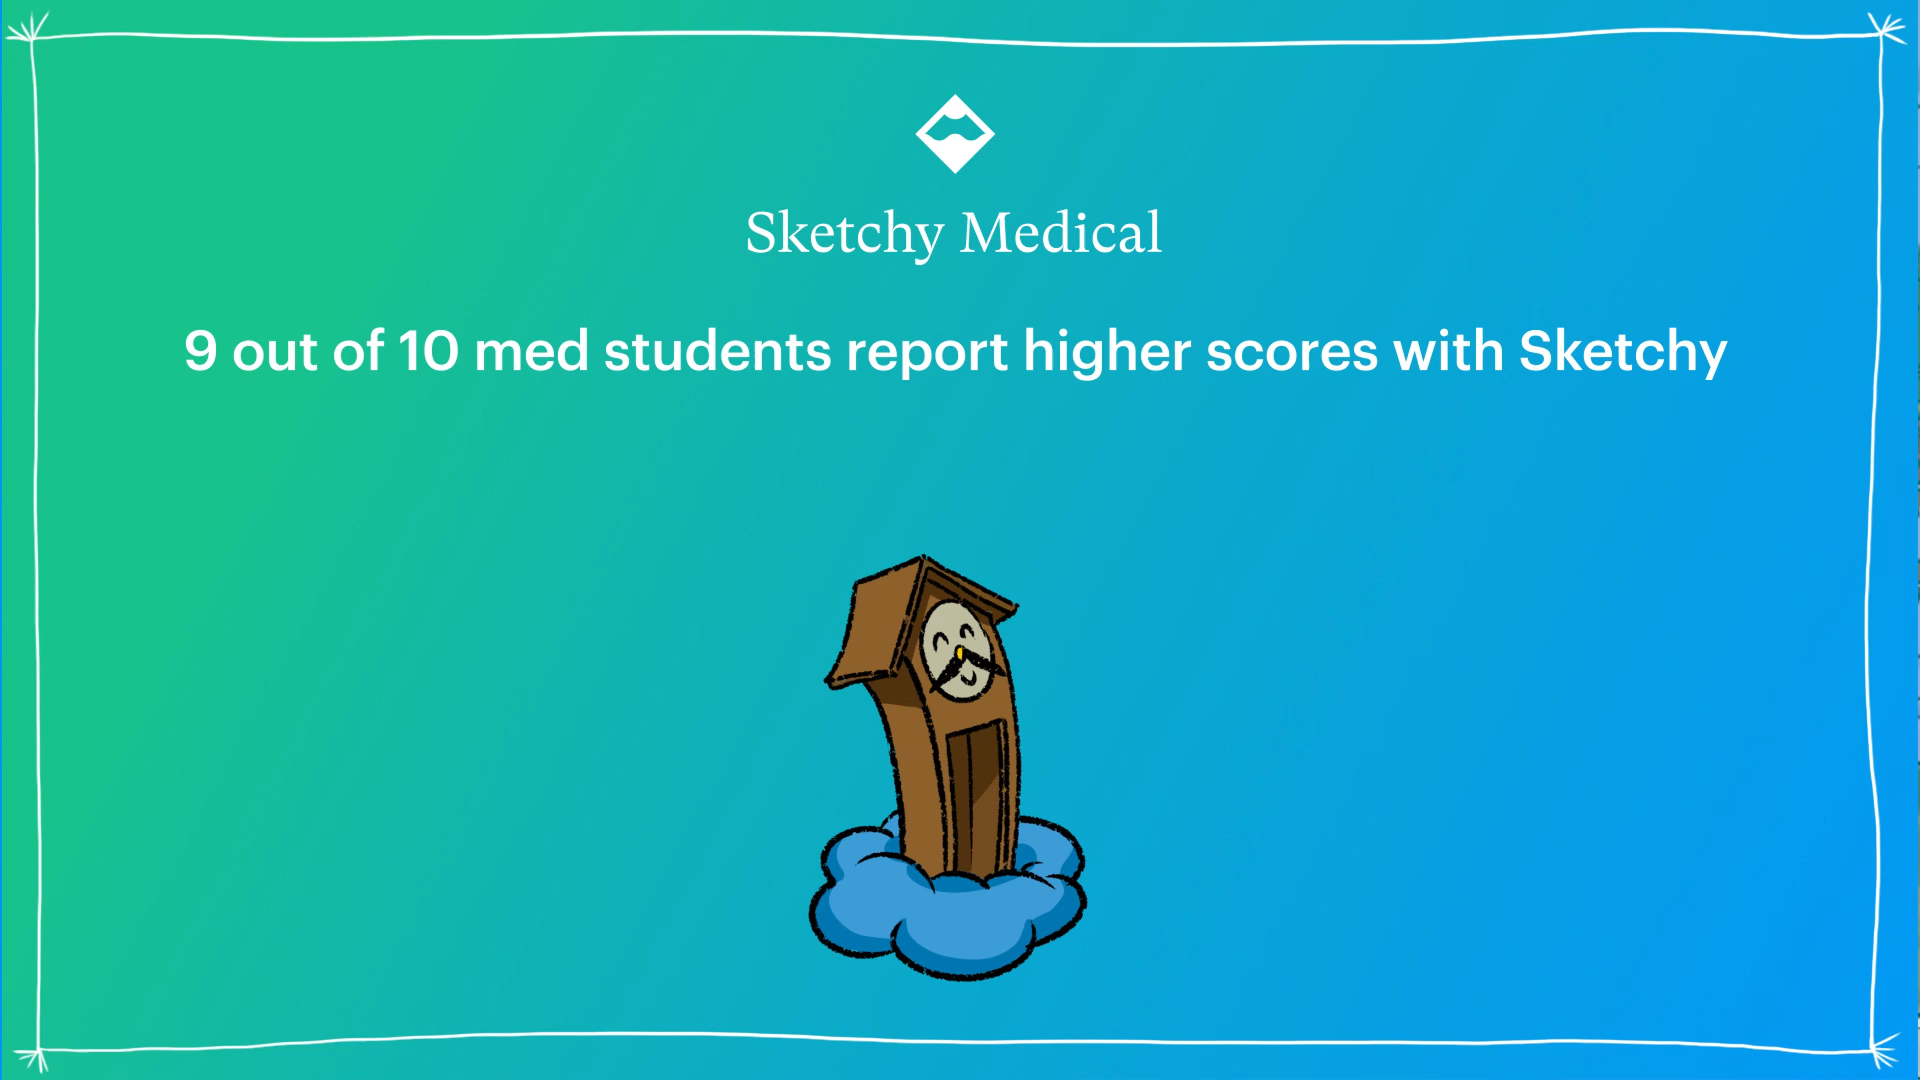 Sketchy Medical
9 out of 10 med students report higher scores with Sketchy